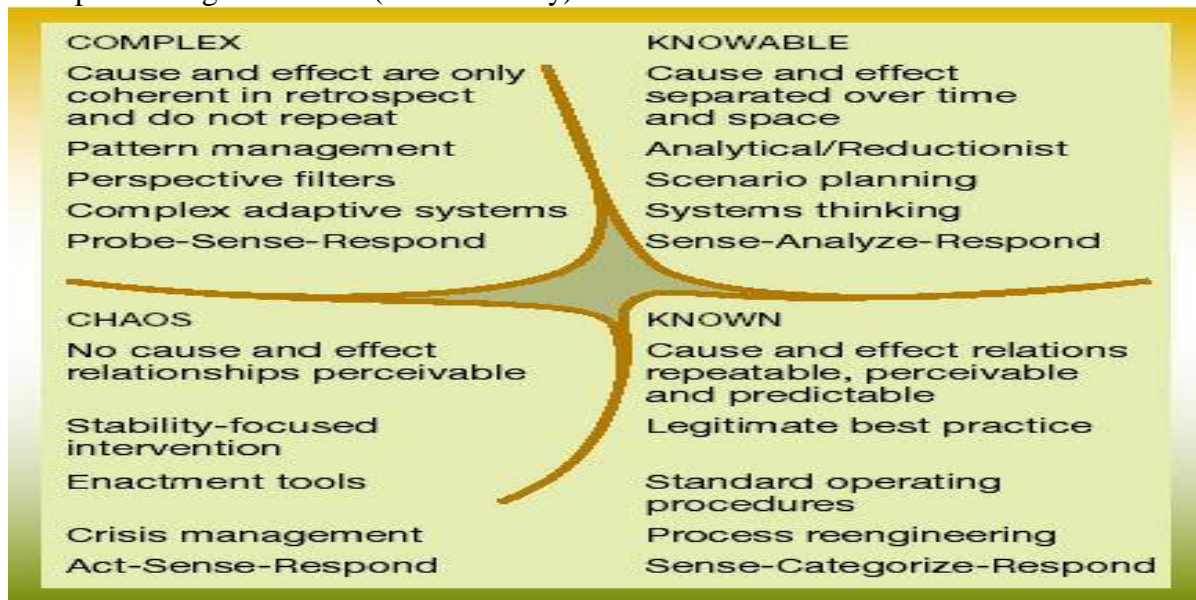 COMPLEX
Cause and effect are only
coherent in retrospect
and do not repeat
Pattern management
Perspective filters
Complex adaptive systems
Probe-Sense-Respond
KNOWABLE
Cause and effect
separated over time
and space
Analytical/Reductionist
Scenario planning
Systems thinking
Sense-Analyze-Respond
CHAOS
No cause and effect
relationships perceivable
Stability-focused
intervention
Enactment tools
Crisis management
Act-Sense-Respond
KNOWN
Cause and effect relations
repeatable, perceivable
and predictable
Legitimate best practice
Standard operating
procedures
Process reengineering
Sense-Categorize-Respond